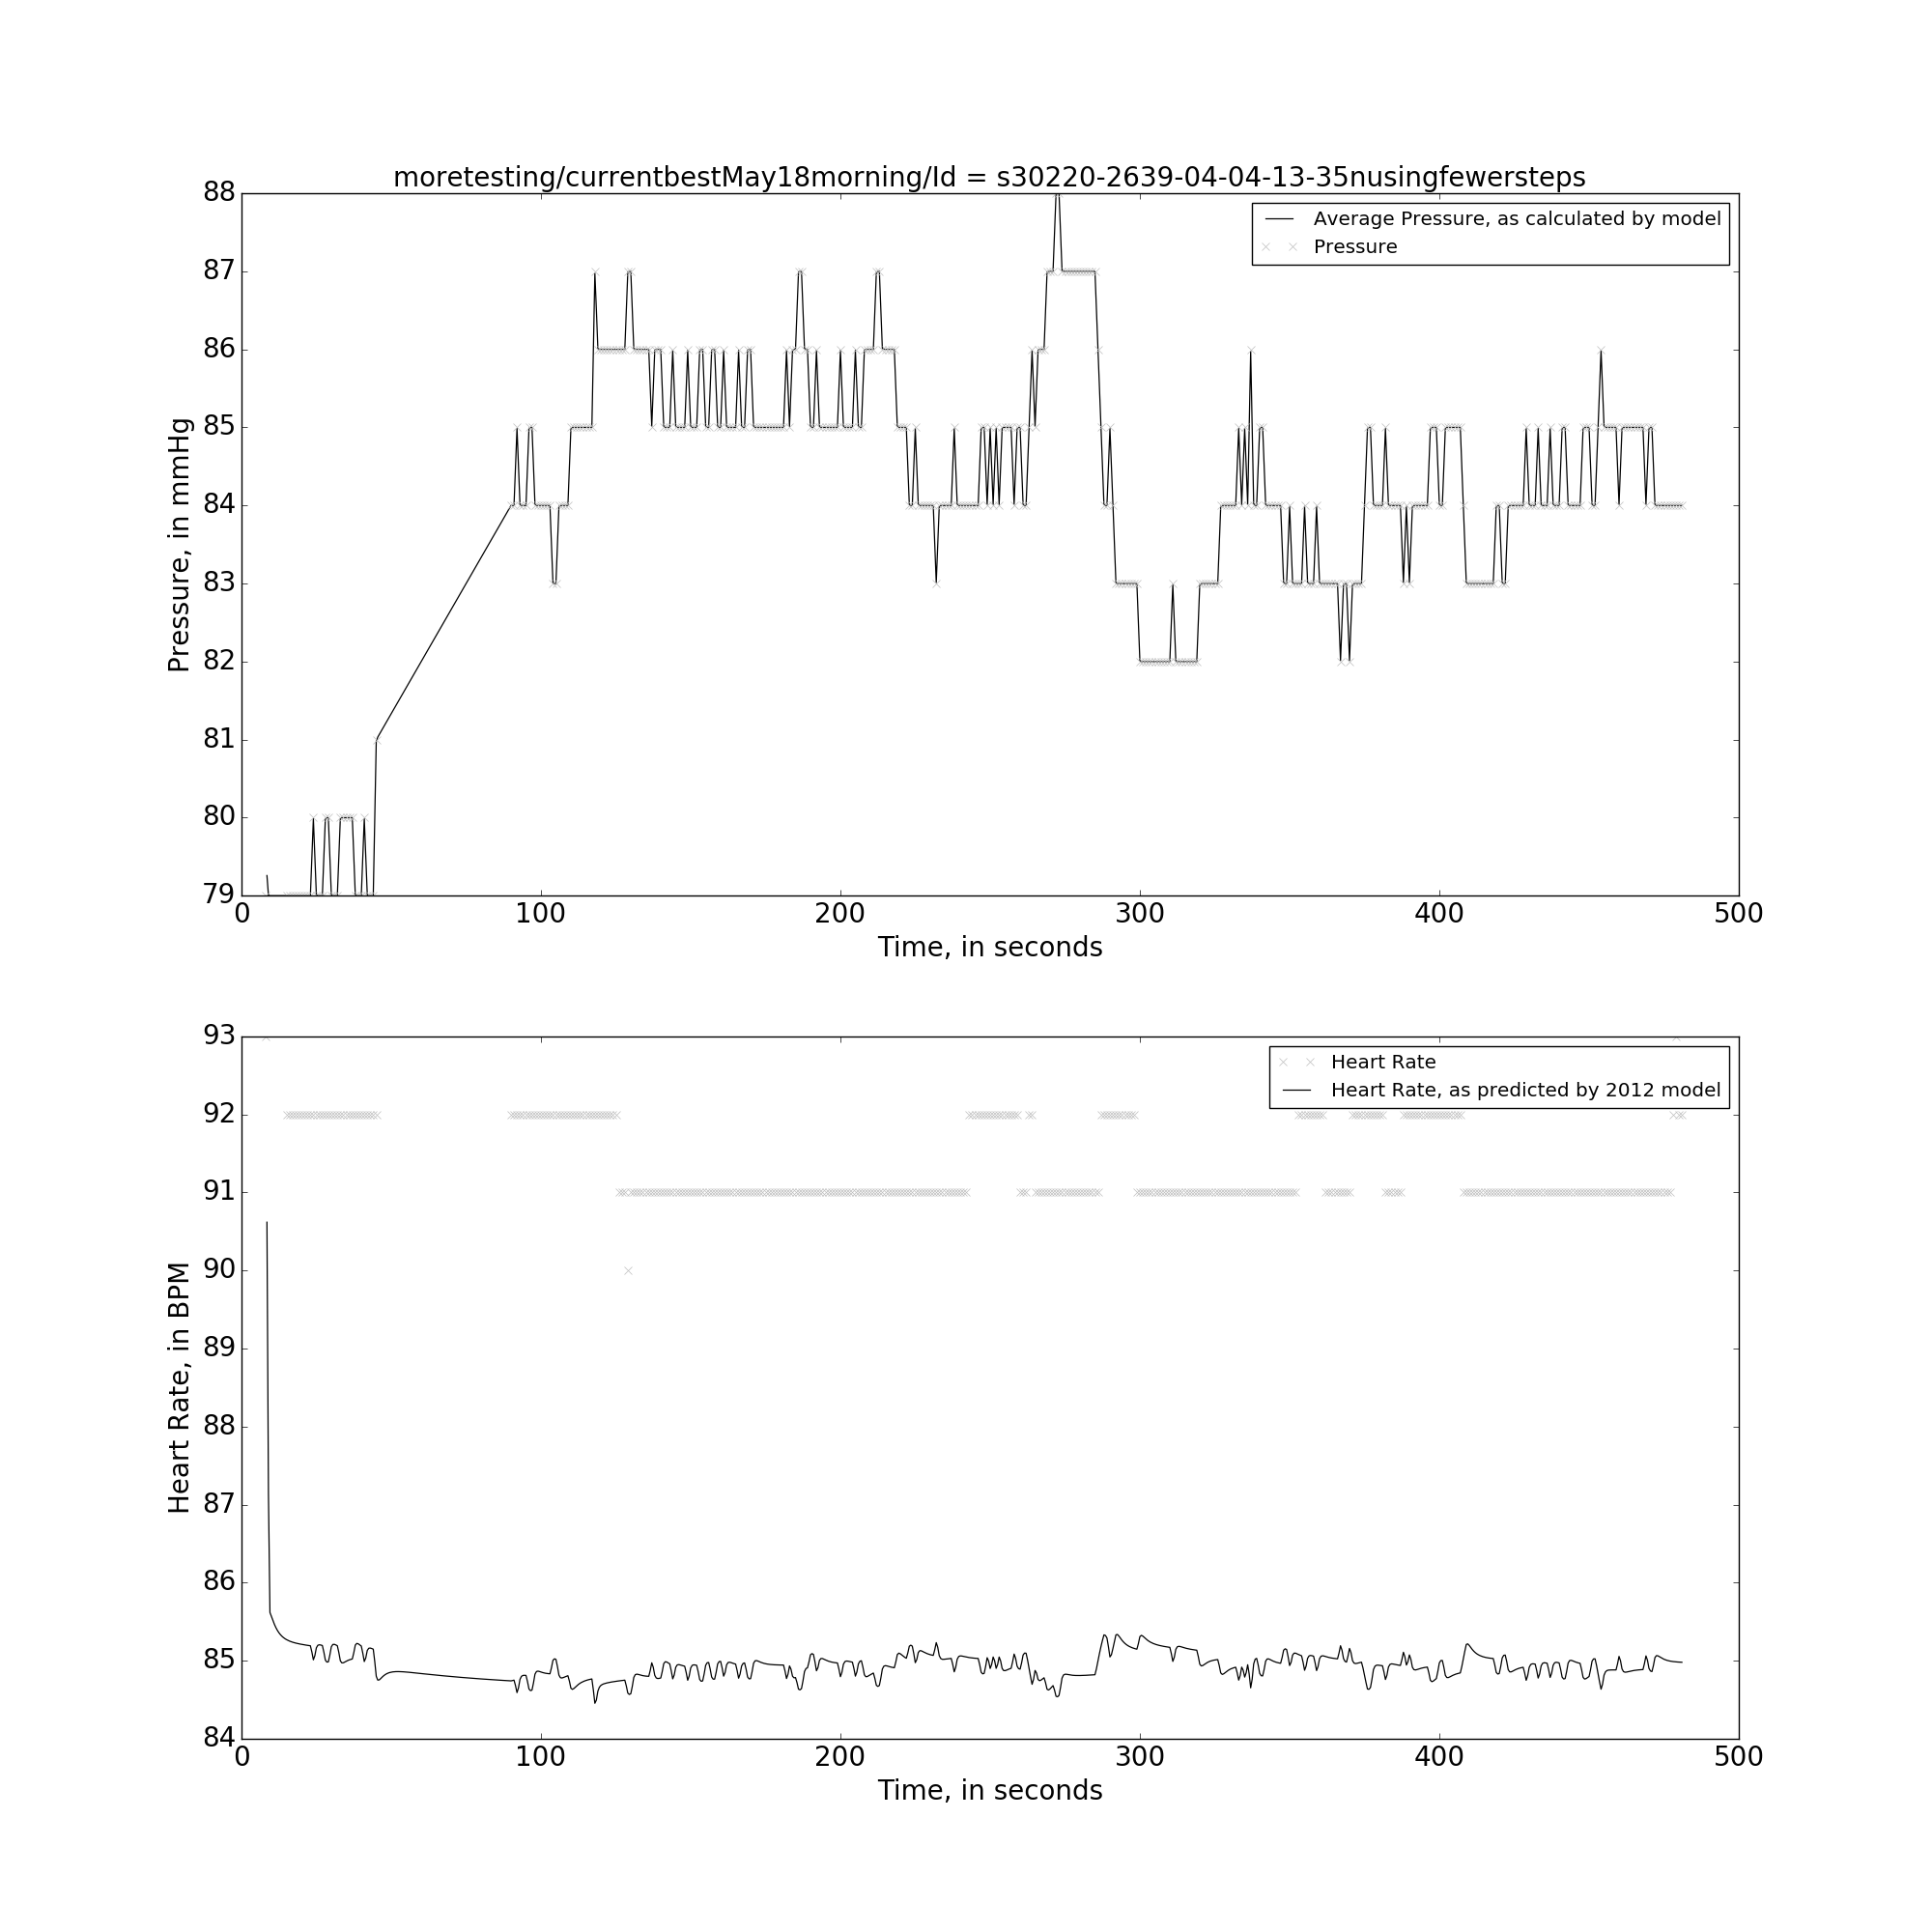 moretesting/currentbestMay18morning/Id = s30220-2639-04-04-13-35nusingfewersteps
88
87
86
85
84
83
82
81
80
79
Pressure, in mmHg
Average Pressure, as calculated by model
Pressure
0 100 200 300 400 500
Time, in seconds
93
92
91
90
89
88
87
86
85
84
Heart Rate, in BPM
Heart Rate
Heart Rate, as predicted by 2012 model
0 100 200 300 400 500
Time, in seconds